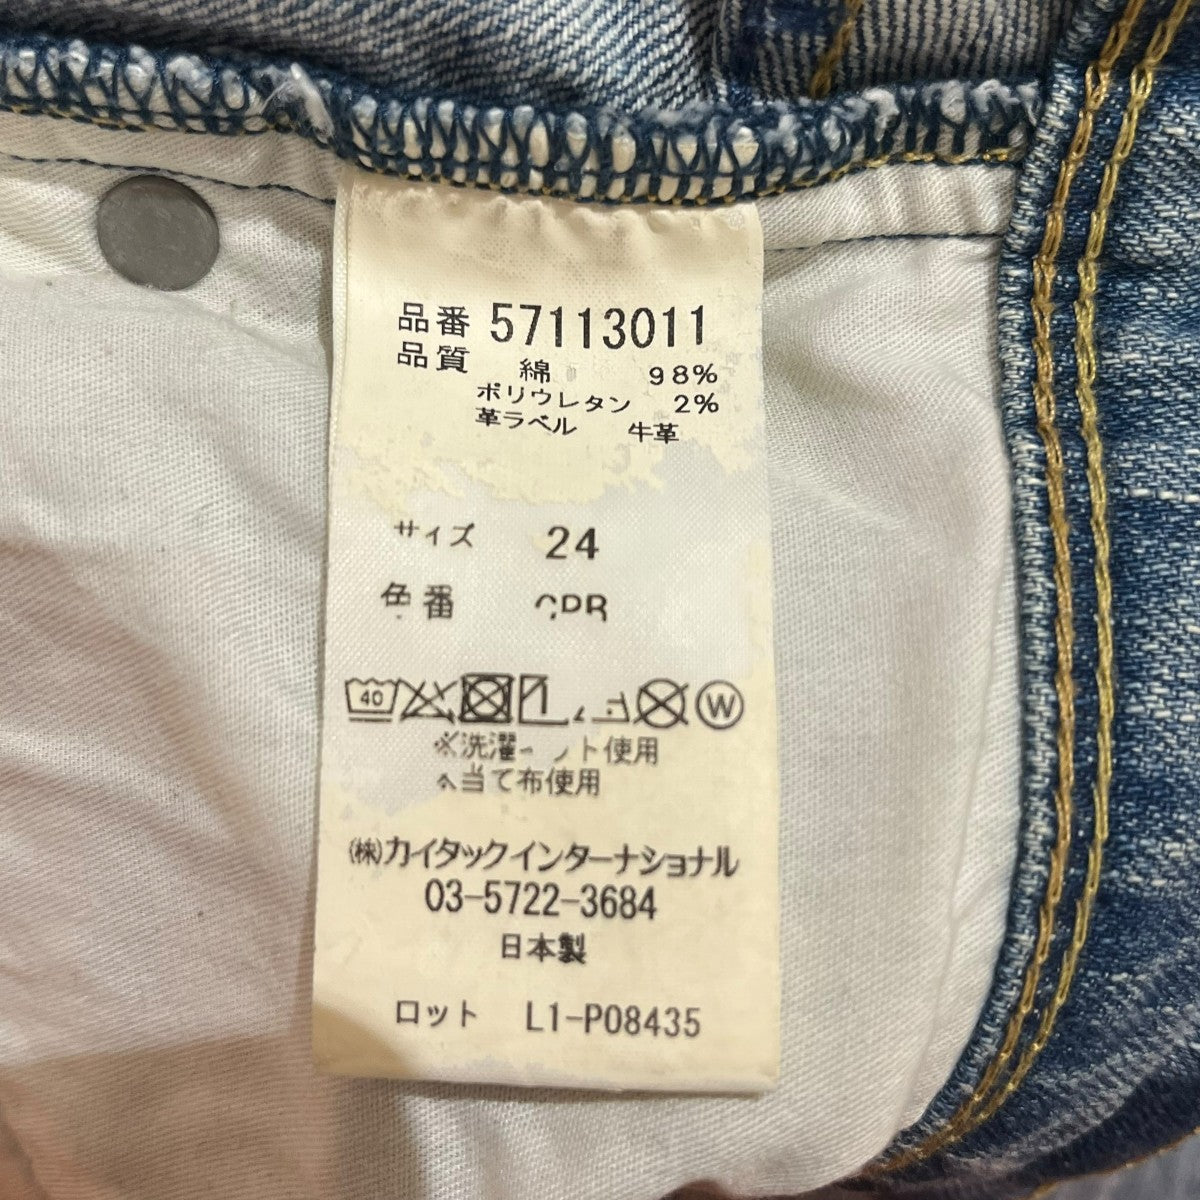 品番 57113011
品質 綿 98%
ポリウレタン 2%
革ラベル 牛革
サイズ 24
色番
40 W
※洗濯 ト使用
当て布使用
(株)カイタックインターナショナル
03-5722-3684
日本製
ロット L1-P08435